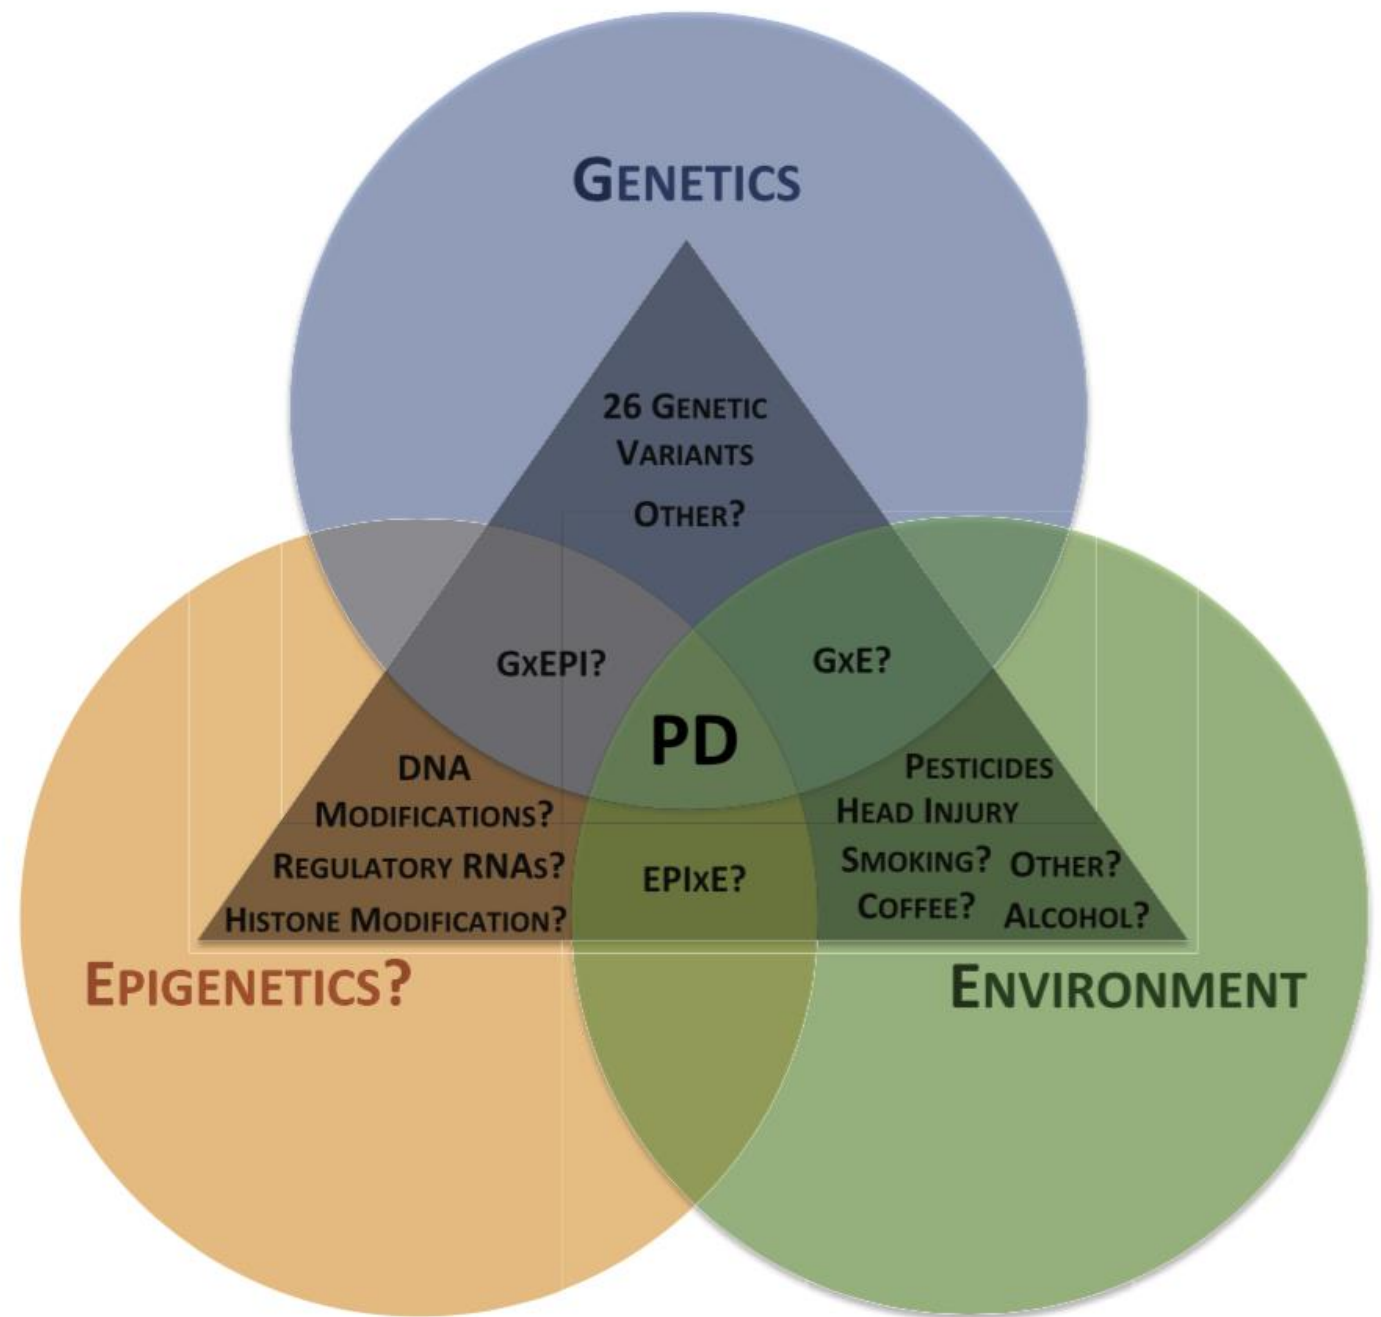 GENETICS
26 GENETIC
VARIANTS
OTHER?
GXEPI?
GXE?
PD
DNA
MODIFICATIONS?
REGULATORY RNAS?
HISTONE MODIFICATION?
EPIXE?
PESTICIDES
HEAD INJURY
SMOKING? OTHER?
COFFEE? ALCOHOL?
EPIGENETICS?
ENVIRONMENT